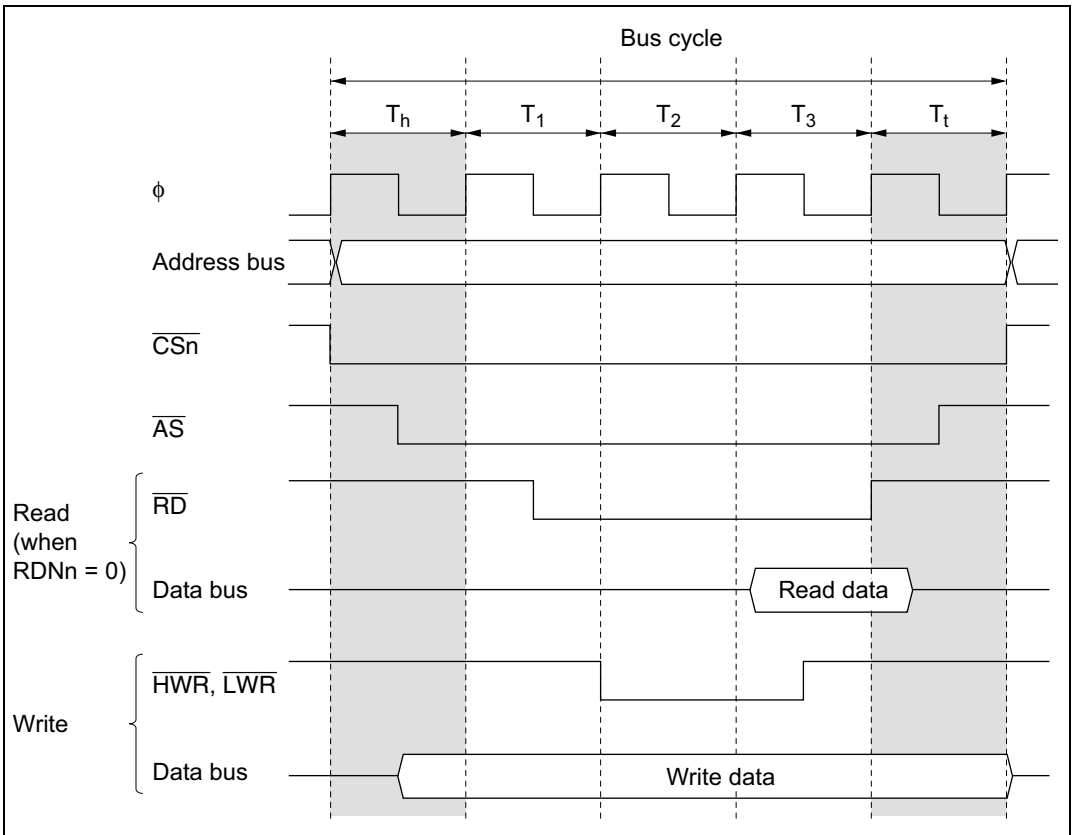 Bus cycle
Th T1 T2 T3 Tt
ϕ
Address bus
CSn
AS
Read
(when
RDNn = 0)
RD
Data bus
Read data
Write
HWR, LWR
Data bus
Write data